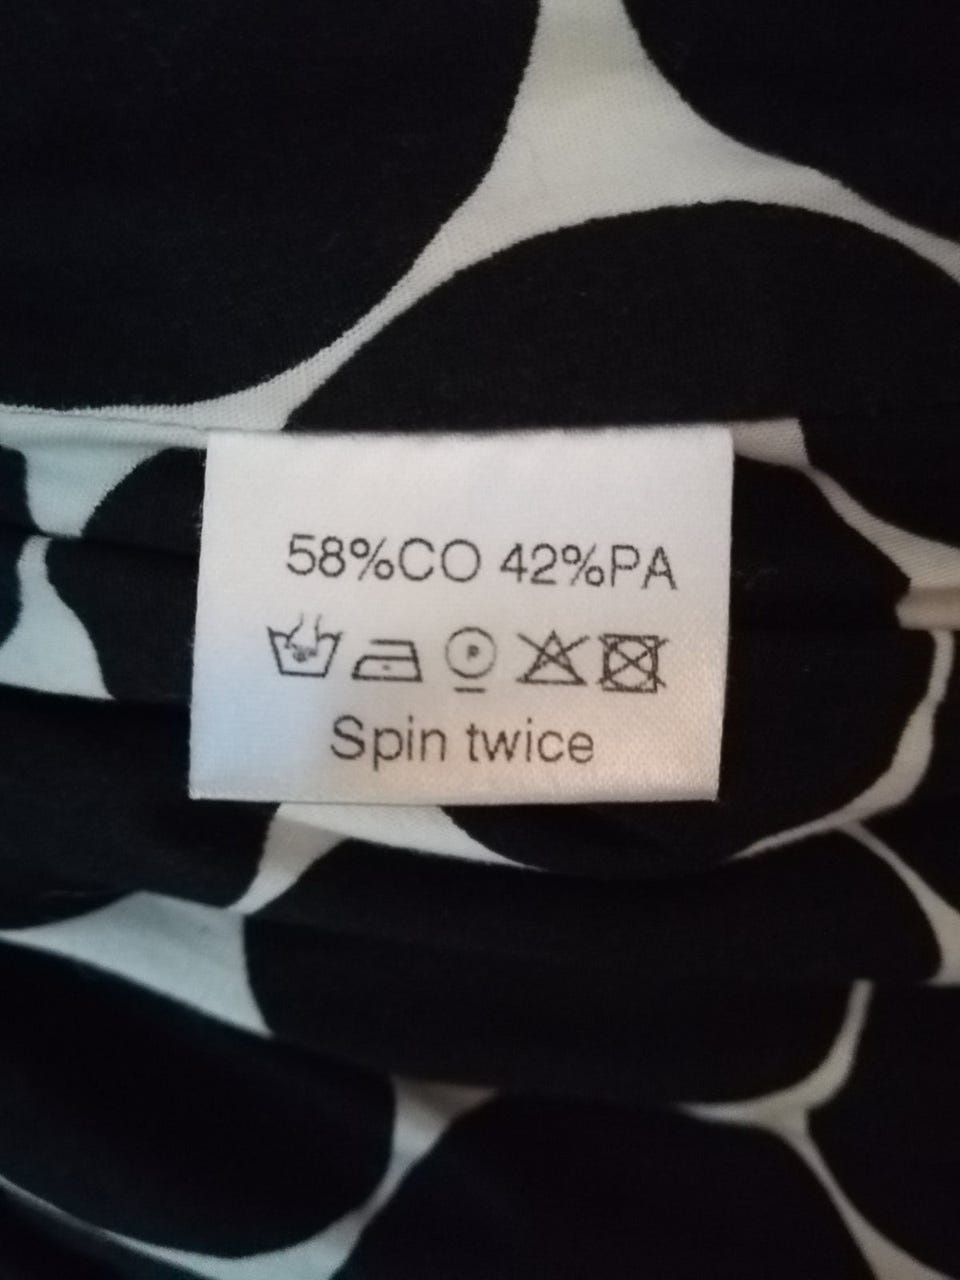 58%CO 42%PA
P
Spin twice